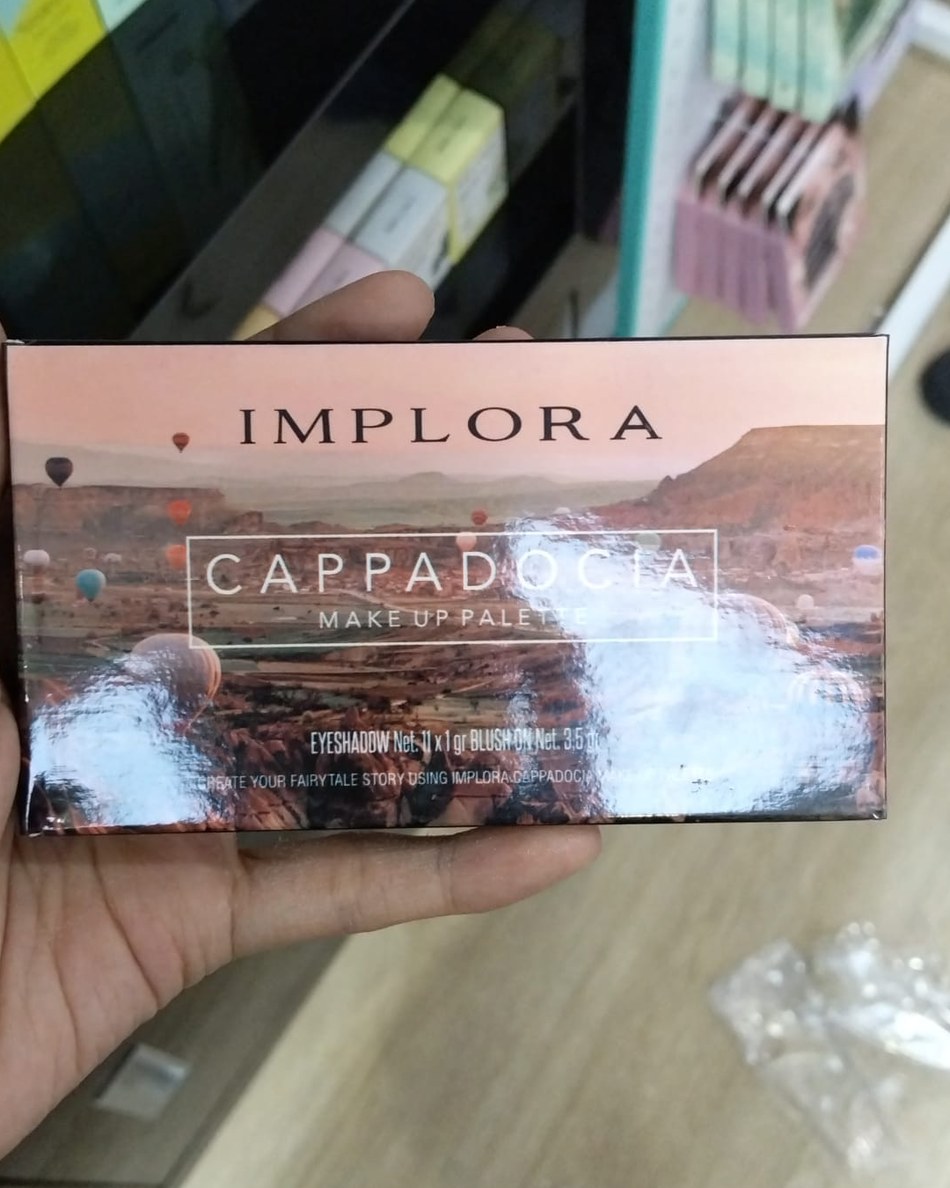 IMPLORA
CAPPADOCIA
MAKE UP PALETTE
EYESHADOW Net. 11 x 1 gr BLUSH ON Net. 3.5 gr
CREATE YOUR FAIRYTALE STORY USING IMPLORA CAPPADOCIA